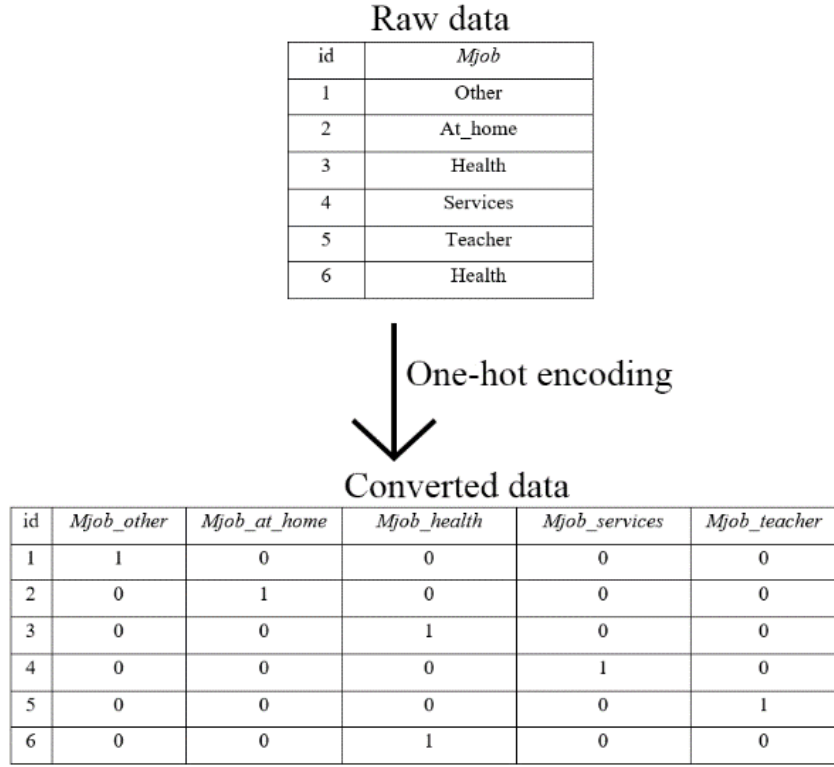 Raw data
id Mjob
1 Other
2 At_home
3 Health
4 Services
5 Teacher
6 Health
One-hot encoding
Converted data
id Mjob_other Mjob_at_home Mjob_health Mjob_services Mjob_teacher
1 1 0 0 0 0
2 0 1 0 0 0
3 0 0 1 0 0
4 0 0 0 1 0
5 0 0 0 0 1
6 0 0 1 0 0